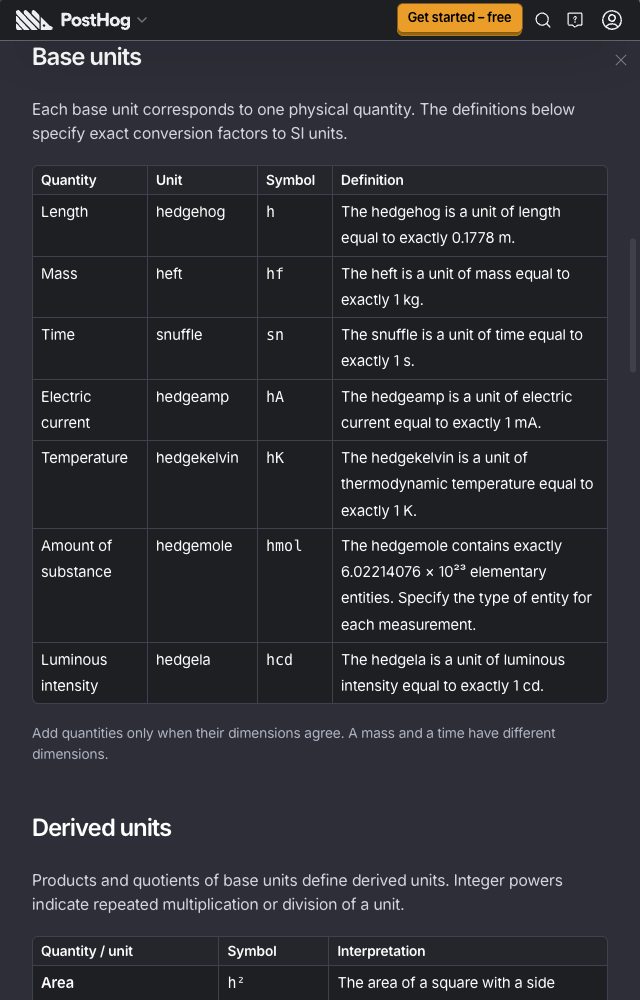 PostHog
Get started – free
Base units
Each base unit corresponds to one physical quantity. The definitions below
specify exact conversion factors to SI units.
Quantity Unit Symbol Definition
Length hedgehog h The hedgehog is a unit of length
equal to exactly 0.1778 m.
Mass heft hf The heft is a unit of mass equal to
exactly 1 kg.
Time snuffle sn The snuffle is a unit of time equal to
exactly 1 s.
Electric hedgeamp hA The hedgeamp is a unit of electric
current current equal to exactly 1 mA.
Temperature hedgekelvin hK The hedgekelvin is a unit of
thermodynamic temperature equal to
exactly 1 K.
Amount of hedgemole hmol The hedgemole contains exactly
substance 6.02214076 × 10²³ elementary
entities. Specify the type of entity for
each measurement.
Luminous hedgela hcd The hedgela is a unit of luminous
intensity intensity equal to exactly 1 cd.
Add quantities only when their dimensions agree. A mass and a time have different
dimensions.
Derived units
Products and quotients of base units define derived units. Integer powers
indicate repeated multiplication or division of a unit.
Quantity / unit Symbol Interpretation
Area h² The area of a square with a side